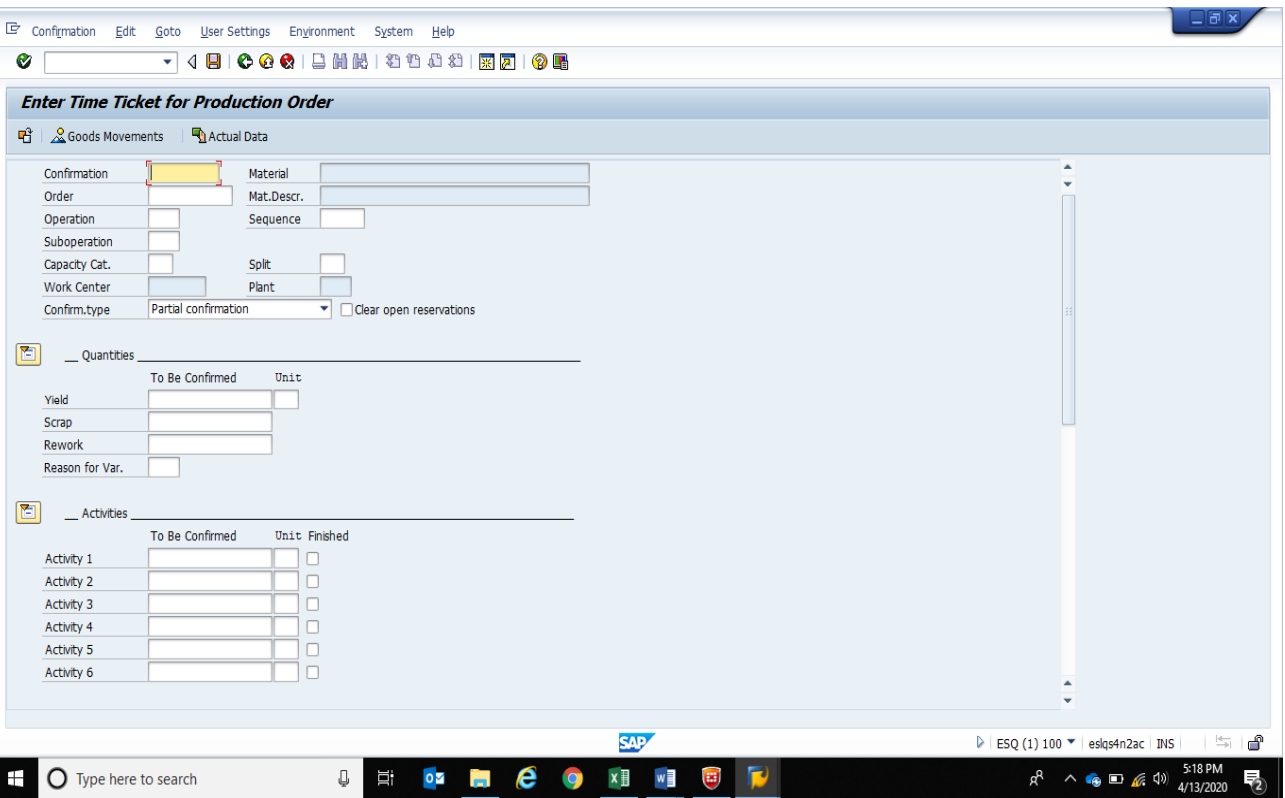 Confirmation Edit Goto User Settings Environment System Help
Enter Time Ticket for Production Order
Goods Movements Actual Data
Confirmation Material
Order Mat.Descr.
Operation Sequence
Suboperation
Capacity Cat. Split
Work Center Plant
Confirm.type Partial confirmation Clear open reservations
Quantities
To Be Confirmed Unit
Yield
Scrap
Rework
Reason for Var.
Activities
To Be Confirmed Unit Finished
Activity 1
Activity 2
Activity 3
Activity 4
Activity 5
Activity 6
SAP ESQ (1) 100 eslqs4n2ac INS
Type here to search
5:18 PM
4/13/2020
2